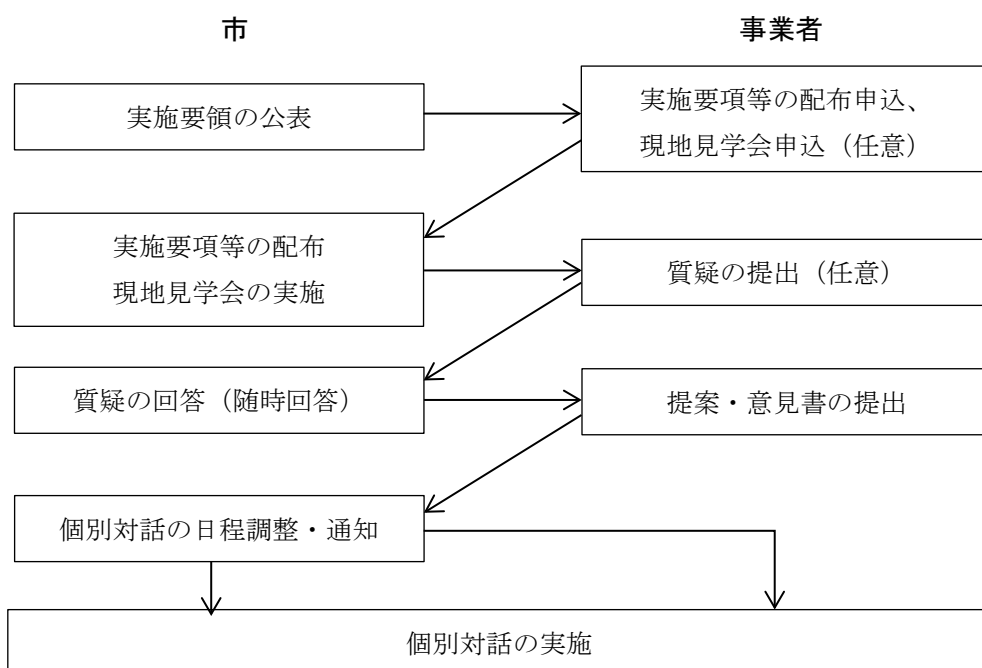 市
事業者
実施要領の公表
実施要項等の配布申込、
現地見学会申込（任意）
実施要項等の配布
現地見学会の実施
質疑の提出（任意）
質疑の回答（随時回答）
提案・意見書の提出
個別対話の日程調整・通知
個別対話の実施